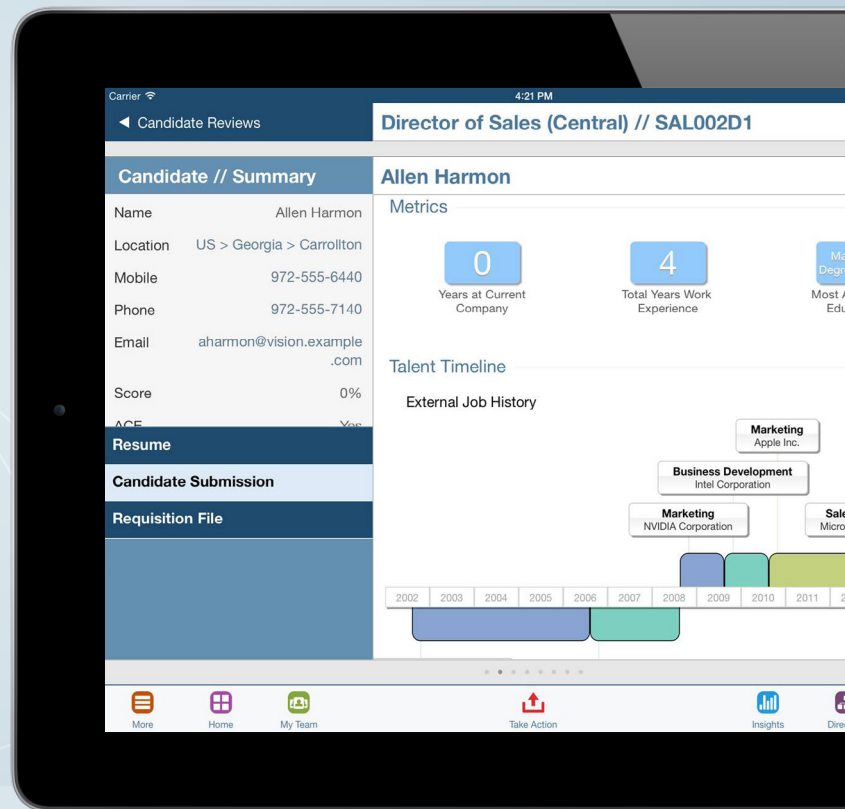 Carrier
4:21 PM
Candidate Reviews
Director of Sales (Central) // SAL002D1
Candidate // Summary
Name Allen Harmon
Location US > Georgia > Carrollton
Mobile 972-555-6440
Phone 972-555-7140
Email aharmon@vision.example
.com
Score 0%
ACE Yes
Resume
Candidate Submission
Requisition File
Allen Harmon
Metrics
0
Years at Current
Company
4
Total Years Work
Experience
Most
Talent Timeline
External Job History
Marketing
Apple Inc.
Business Development
Intel Corporation
Marketing
NVIDIA Corporation
2002 2003 2004 2005 2006 2007 2008 2009 2010 2011
More
Home
My Team
Take Action
Insights